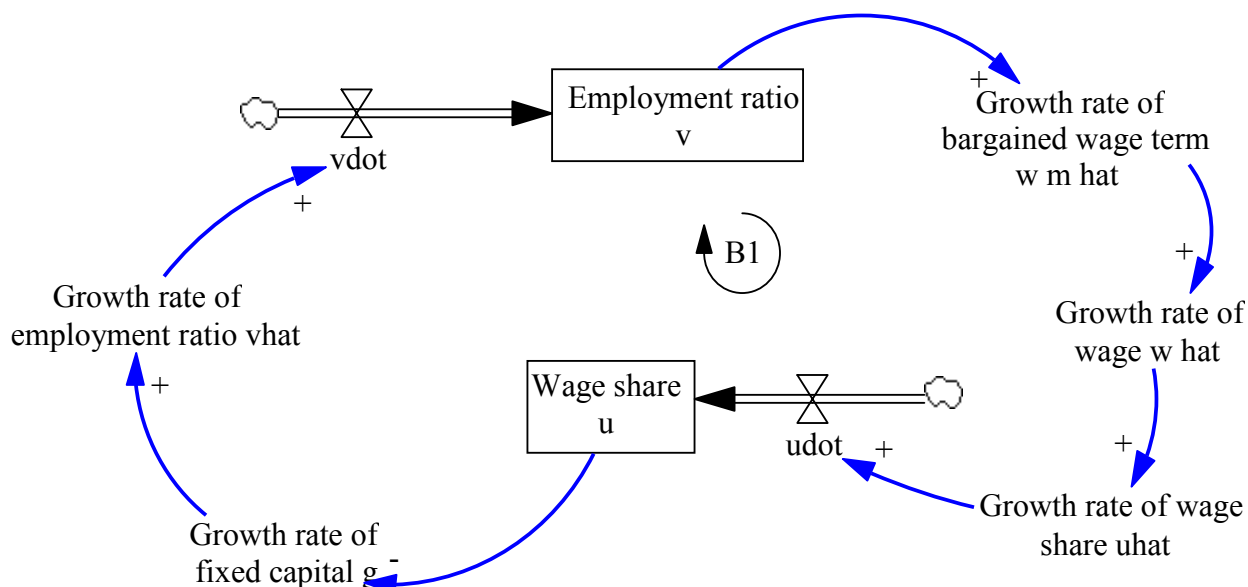 Employment ratio
v
+
Growth rate of
bargained wage term
w m hat
vdot
+
B1
+
Growth rate of
wage w hat
Growth rate of
employment ratio vhat
+
Wage share
u
udot
+
+
Growth rate of wage
share uhat
Growth rate of
fixed capital g
-